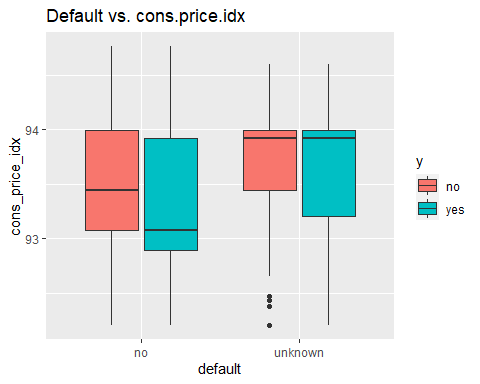 Default vs. cons.price.idx
cons_price_idx
94
93
no
unknown
default
y
no
yes